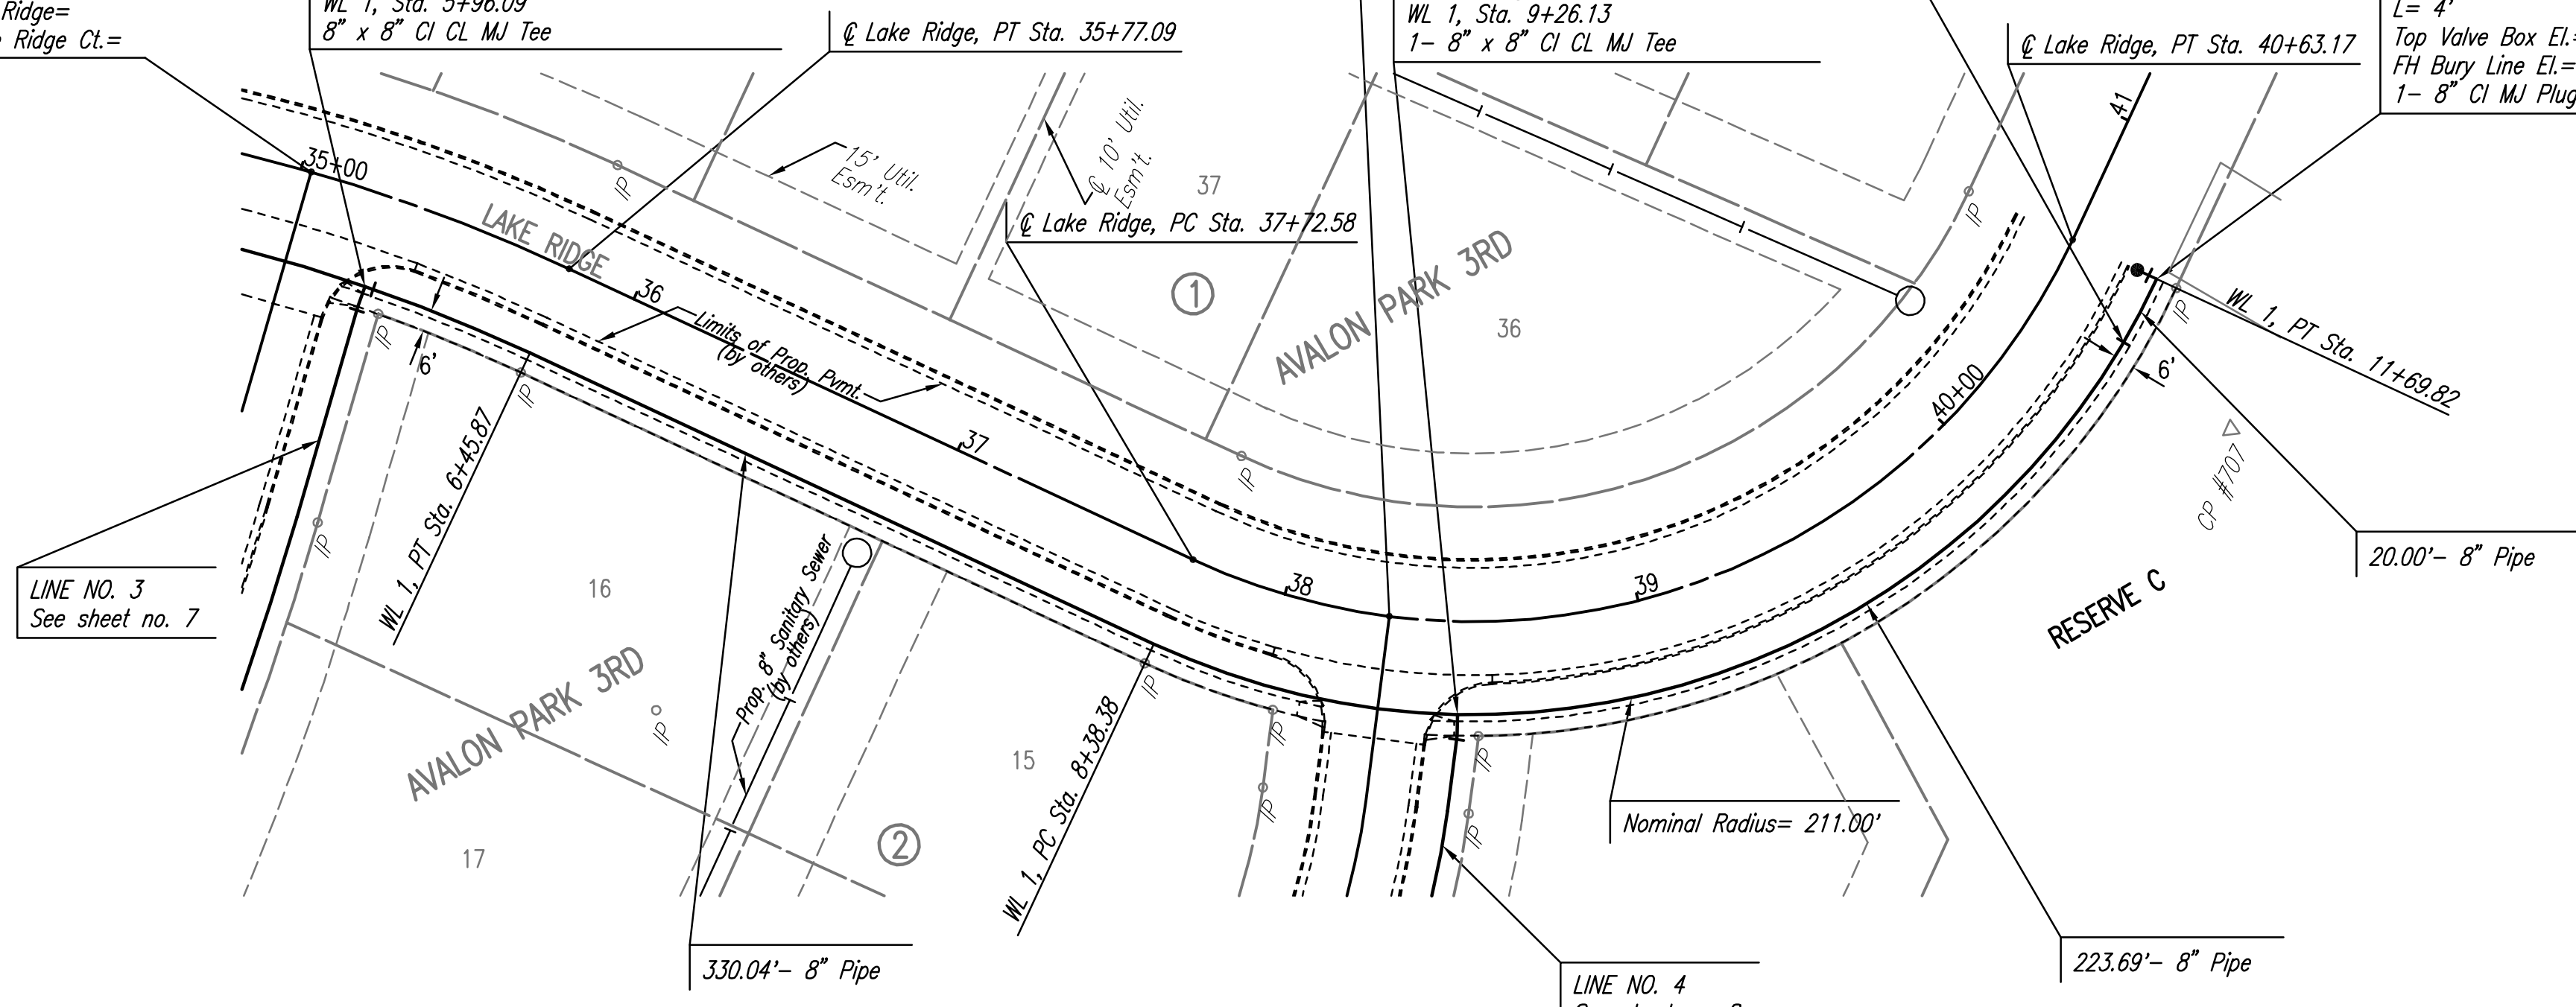 Ridge=
Ridge Ct.=
WL 1, Sta. 5+96.09
8" x 8" CI CL MJ Tee
℄ Lake Ridge, PT Sta. 35+77.09
WL 1, Sta. 9+26.13
1- 8" x 8" CI CL MJ Tee
℄ Lake Ridge, PT Sta. 40+63.17
L= 4'
Top Valve Box El.=
FH Bury Line El.=
1- 8" CI MJ Plug
35+00
LAKE RIDGE
IP
15' Util.
Esm't.
℄ 10' Util.
Esm't.
37
℄ Lake Ridge, PC Sta. 37+72.58
41
IP
36
Limits of Prop. Pvmt.
(by others)
1
AVALON PARK 3RD
36
IP
6'
IP
WL 1, PT Sta. 6+45.87
37
IP
40+00
IP
WL 1, PT Sta. 11+69.82
6'
CP #707
20.00'- 8" Pipe
IP
LINE NO. 3
See sheet no. 7
16
Prop. 8" Sanitary Sewer
(by others)
38
39
RESERVE C
AVALON PARK 3RD
IP
IP
WL 1, PC Sta. 8+38.38
15
IP
IP
IP
IP
17
2
Nominal Radius= 211.00'
330.04'- 8" Pipe
223.69'- 8" Pipe
LINE NO. 4